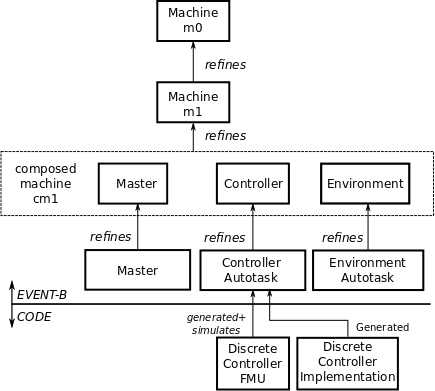 Machine
m0
refines
Machine
m1
refines
composed
machine
cm1
Master
Controller
Environment
refines
refines
refines
Master
Controller
Autotask
Environment
Autotask
EVENT-B
CODE
generated+
simulates
Generated
Discrete
Controller
FMU
Discrete
Controller
Implementation